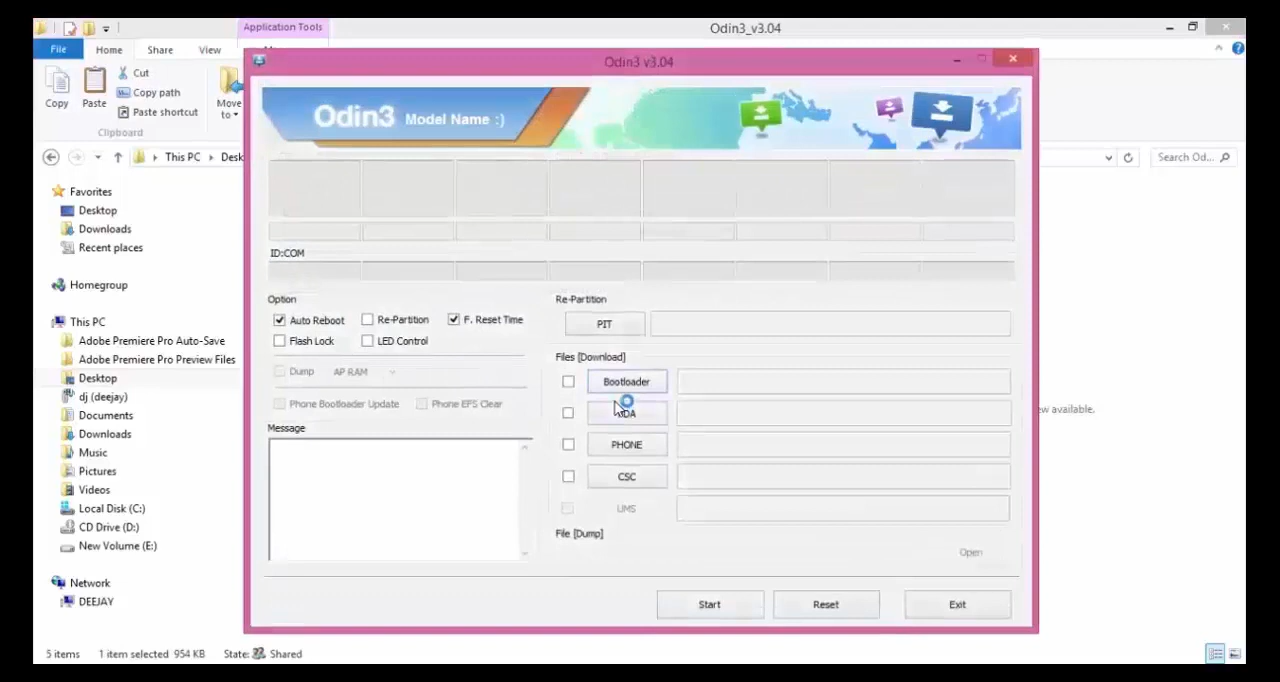 Application Tools
Odin3_v3.04
File Home Share View
Odin3 v3.04
Copy
Paste
Cut
Copy path
Paste shortcut
Move
to
Clipboard
Odin3 Model Name :)
This PC
Search Od...
Favorites
Desktop
Downloads
Recent places
Homegroup
This PC
Adobe Premiere Pro Auto-Save
Adobe Premiere Pro Preview Files
Desktop
dj (deejay)
Documents
Downloads
Music
Pictures
Videos
Local Disk (C:)
CD Drive (D:)
New Volume (E:)
Network
DEEJAY
ID:COM
Option
Auto Reboot
Re-Partition
F. Reset Time
Flash Lock
LED Control
Dump AP RAM
Phone Bootloader Update
Phone EFS Clear
Message
Re-Partition
PIT
Files [Download]
Bootloader
PHONE
CSC
UMS
File [Dump]
Open
Start
Reset
Exit
available.
5 items 1 item selected 954 KB State: Shared